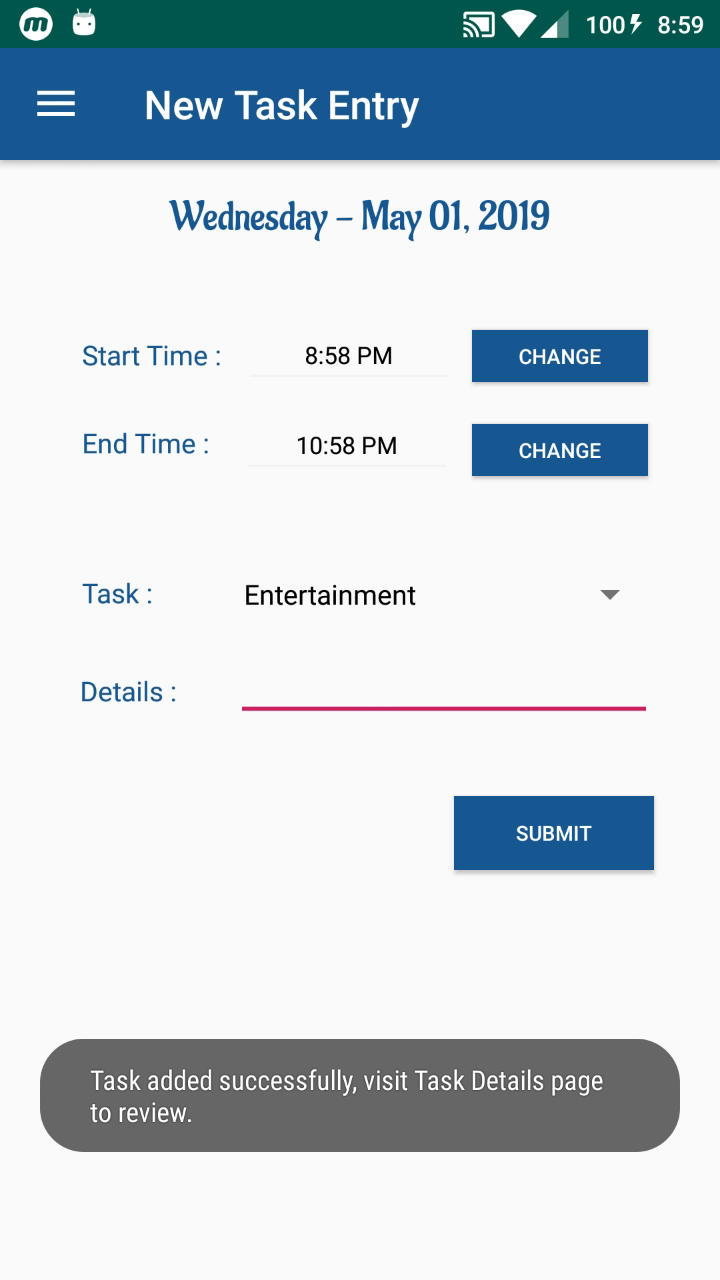 m 100 8:59
New Task Entry
Wednesday – May 01, 2019
Start Time : 8:58 PM CHANGE
End Time : 10:58 PM CHANGE
Task : Entertainment
Details :
SUBMIT
Task added successfully, visit Task Details page
to review.